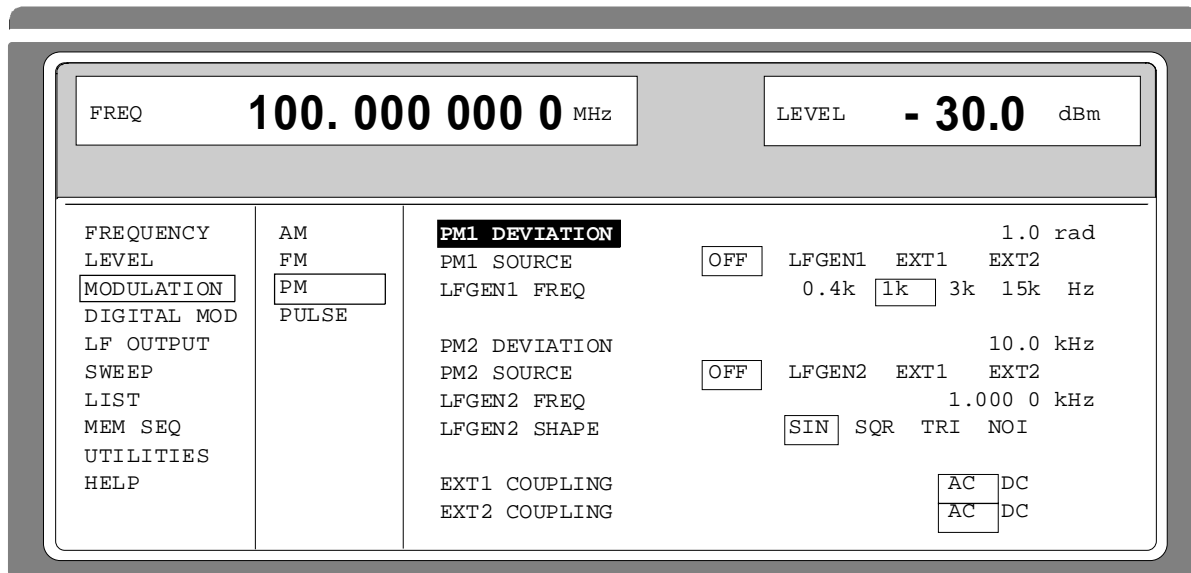 FREQ 100. 000 000 0 MHz LEVEL - 30.0 dBm
FREQUENCY AM PM1 DEVIATION 1.0 rad
LEVEL FM PM1 SOURCE OFF LFGEN1 EXT1 EXT2
MODULATION PM LFGEN1 FREQ 0.4k 1k 3k 15k Hz
DIGITAL MOD PULSE
LF OUTPUT PM2 DEVIATION 10.0 kHz
SWEEP PM2 SOURCE OFF LFGEN2 EXT1 EXT2
LIST LFGEN2 FREQ 1.000 0 kHz
MEM SEQ LFGEN2 SHAPE SIN SQR TRI NOI
UTILITIES
HELP EXT1 COUPLING AC DC
EXT2 COUPLING AC DC